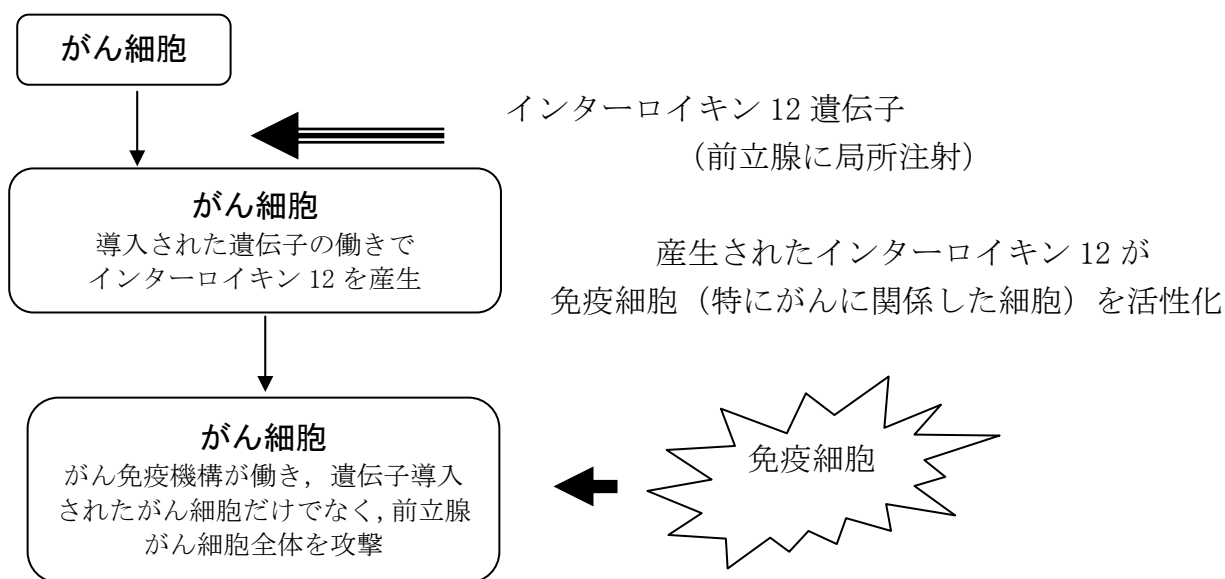 がん細胞
インターロイキン 12 遺伝子
（前立腺に局所注射）
がん細胞
導入された遺伝子の働きで
インターロイキン 12 を産生
産生されたインターロイキン 12 が
免疫細胞（特にがんに関係した細胞）を活性化
がん細胞
がん免疫機構が働き，遺伝子導入
されたがん細胞だけでなく，前立腺
がん細胞全体を攻撃
免疫細胞